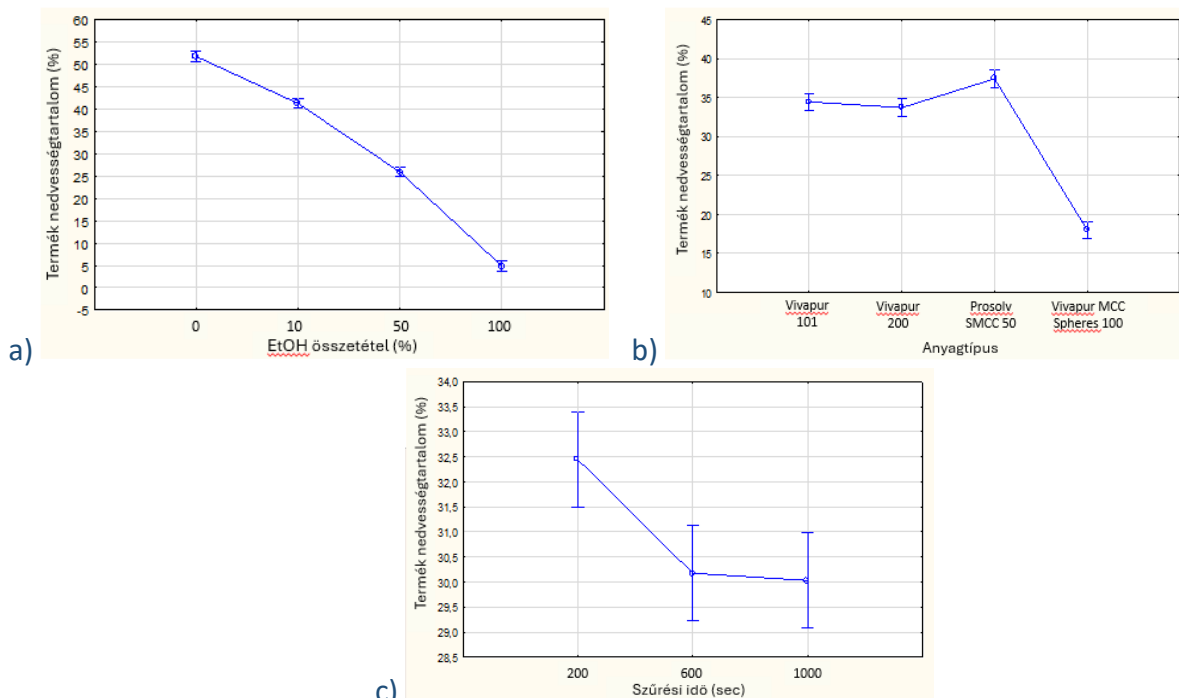 60
55
50
45
40
35
30
25
20
15
10
5
0
-5
Termék nedvességtartalom (%)
0 10 50 100
EtOH összetétel (%)
a)
45
40
35
30
25
20
15
10
Termék nedvességtartalom (%)
Vivapur Vivapur Prosolv Vivapur MCC
101 200 SMCC 50 Spheres 100
Anyagtípus
b)
34,0
33,5
33,0
32,5
32,0
31,5
31,0
30,5
30,0
29,5
29,0
28,5
Termék nedvességtartalom (%)
200 600 1000
Szűrési idő (sec)
c)